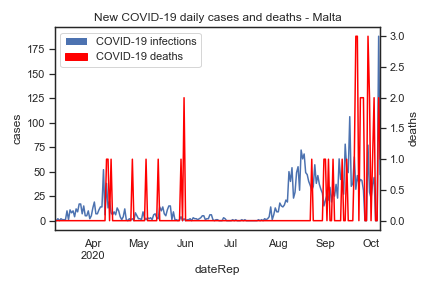 New COVID-19 daily cases and deaths - Malta
COVID-19 infections
COVID-19 deaths
cases
175
150
125
100
75
50
25
0
deaths
3.0
2.5
2.0
1.5
1.0
0.5
0.0
Apr May Jun Jul Aug Sep Oct
2020
dateRep